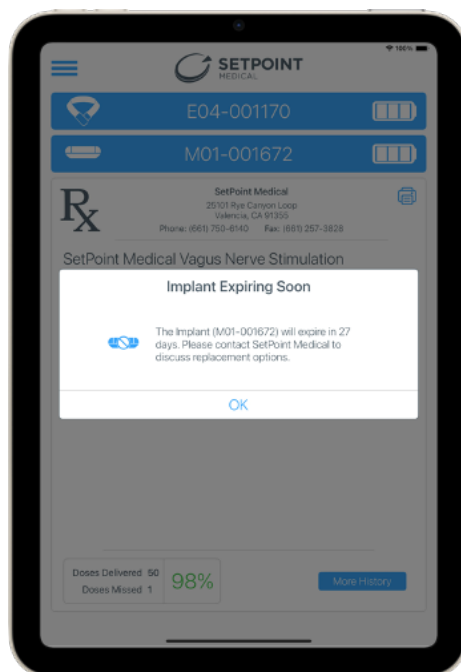 100%
SETPOINT
MEDICAL
E04-001170
M01-001672
Rx
SetPoint Medical
25101 Rye Canyon Loop
Valencia, CA 91355
Phone: (661) 750-6140 Fax: (661) 257-3828
SetPoint Medical Vagus Nerve Stimulation
Implant Expiring Soon
The Implant (M01-001672) will expire in 27
days. Please contact SetPoint Medical to
discuss replacement options.
OK
Doses Delivered 50
Doses Missed 1
98%
More History